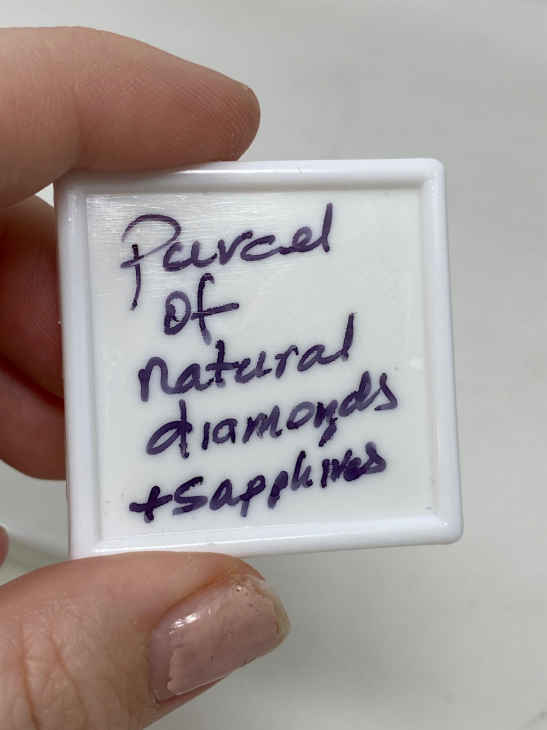 Parcel
of
natural
diamonds
+ Sapphires